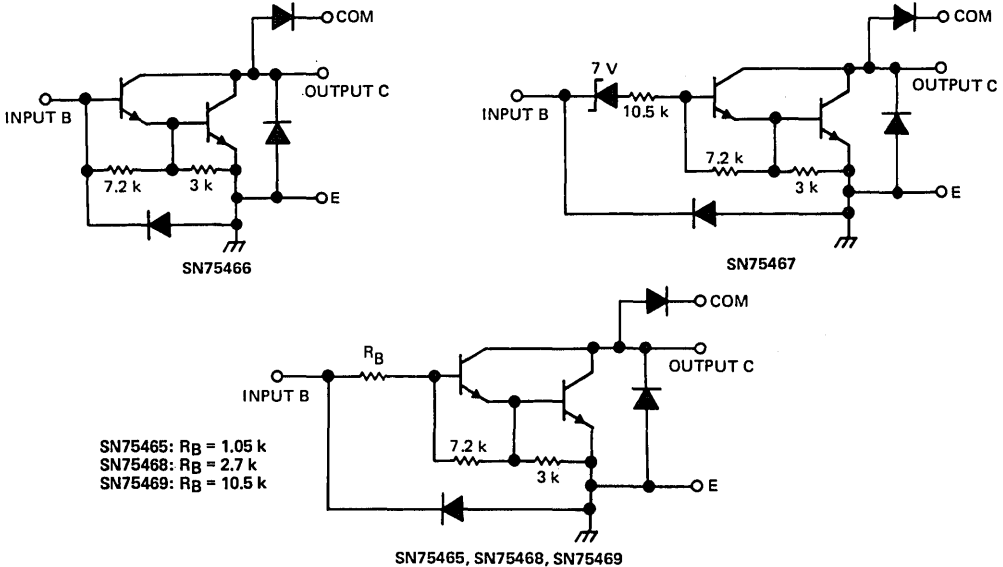 COM
OUTPUT C
INPUT B
7.2 k
3 k
E
SN75466
COM
7 V
OUTPUT C
INPUT B
10.5 k
7.2 k
3 k
E
SN75467
COM
RB
OUTPUT C
INPUT B
7.2 k
3 k
SN75465: RB = 1.05 k
SN75468: RB = 2.7 k
SN75469: RB = 10.5 k
E
SN75465, SN75468, SN75469